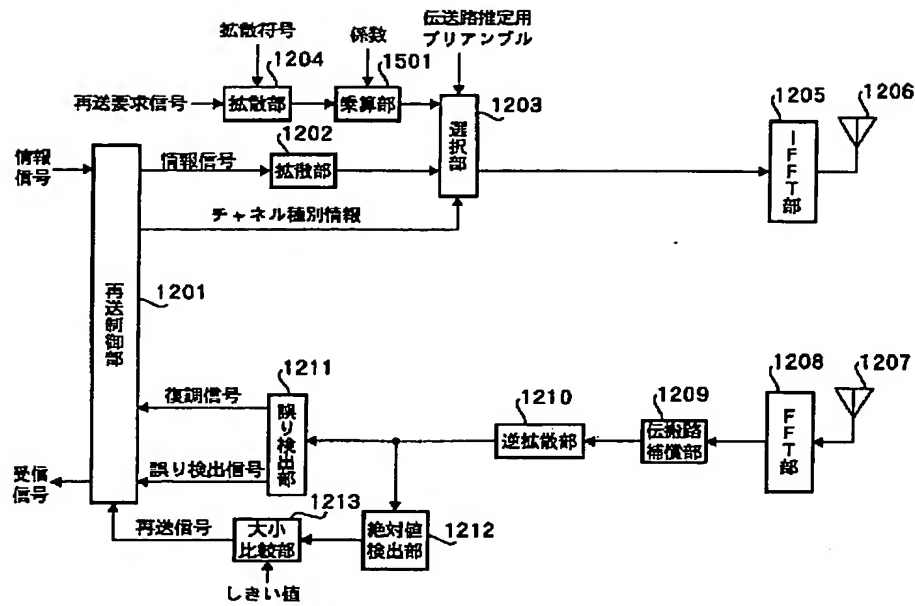 拡散符号
係数
伝送路推定用
プリアンブル
1204
1501
1203
再送要求信号
拡散部
乗算部
選択部
1205
1206
情報
信号
情報信号
1202
拡散部
IFFT部
チャネル種別情報
再送制御部
1201
1211
復調信号
誤り検出部
誤り検出信号
1210
逆拡散部
1209
伝搬路
補償部
1208
FFT部
1207
受信
信号
再送信号
1213
大小
比較部
しきい値
絶対値
検出部
1212